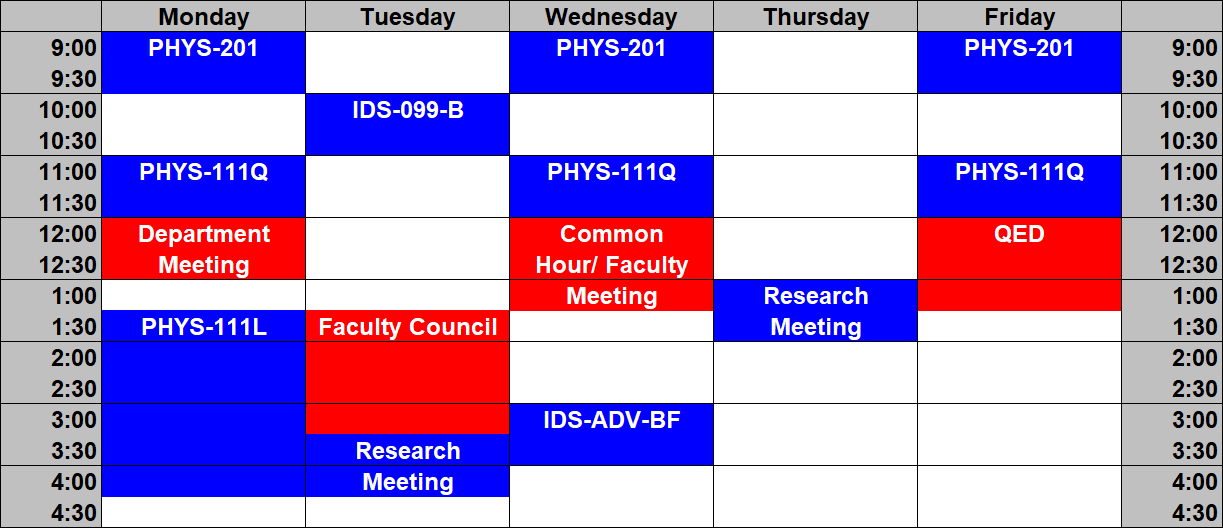 Monday Tuesday Wednesday Thursday Friday
9:00 PHYS-201 PHYS-201 PHYS-201 9:00
9:30 9:30
10:00 IDS-099-B 10:00
10:30 10:30
11:00 PHYS-111Q PHYS-111Q PHYS-111Q 11:00
11:30 11:30
12:00 Department Common QED 12:00
12:30 Meeting Hour/ Faculty 12:30
1:00 Meeting Research 1:00
1:30 PHYS-111L Faculty Council Meeting 1:30
2:00 2:00
2:30 2:30
3:00 IDS-ADV-BF 3:00
3:30 Research 3:30
4:00 Meeting 4:00
4:30 4:30